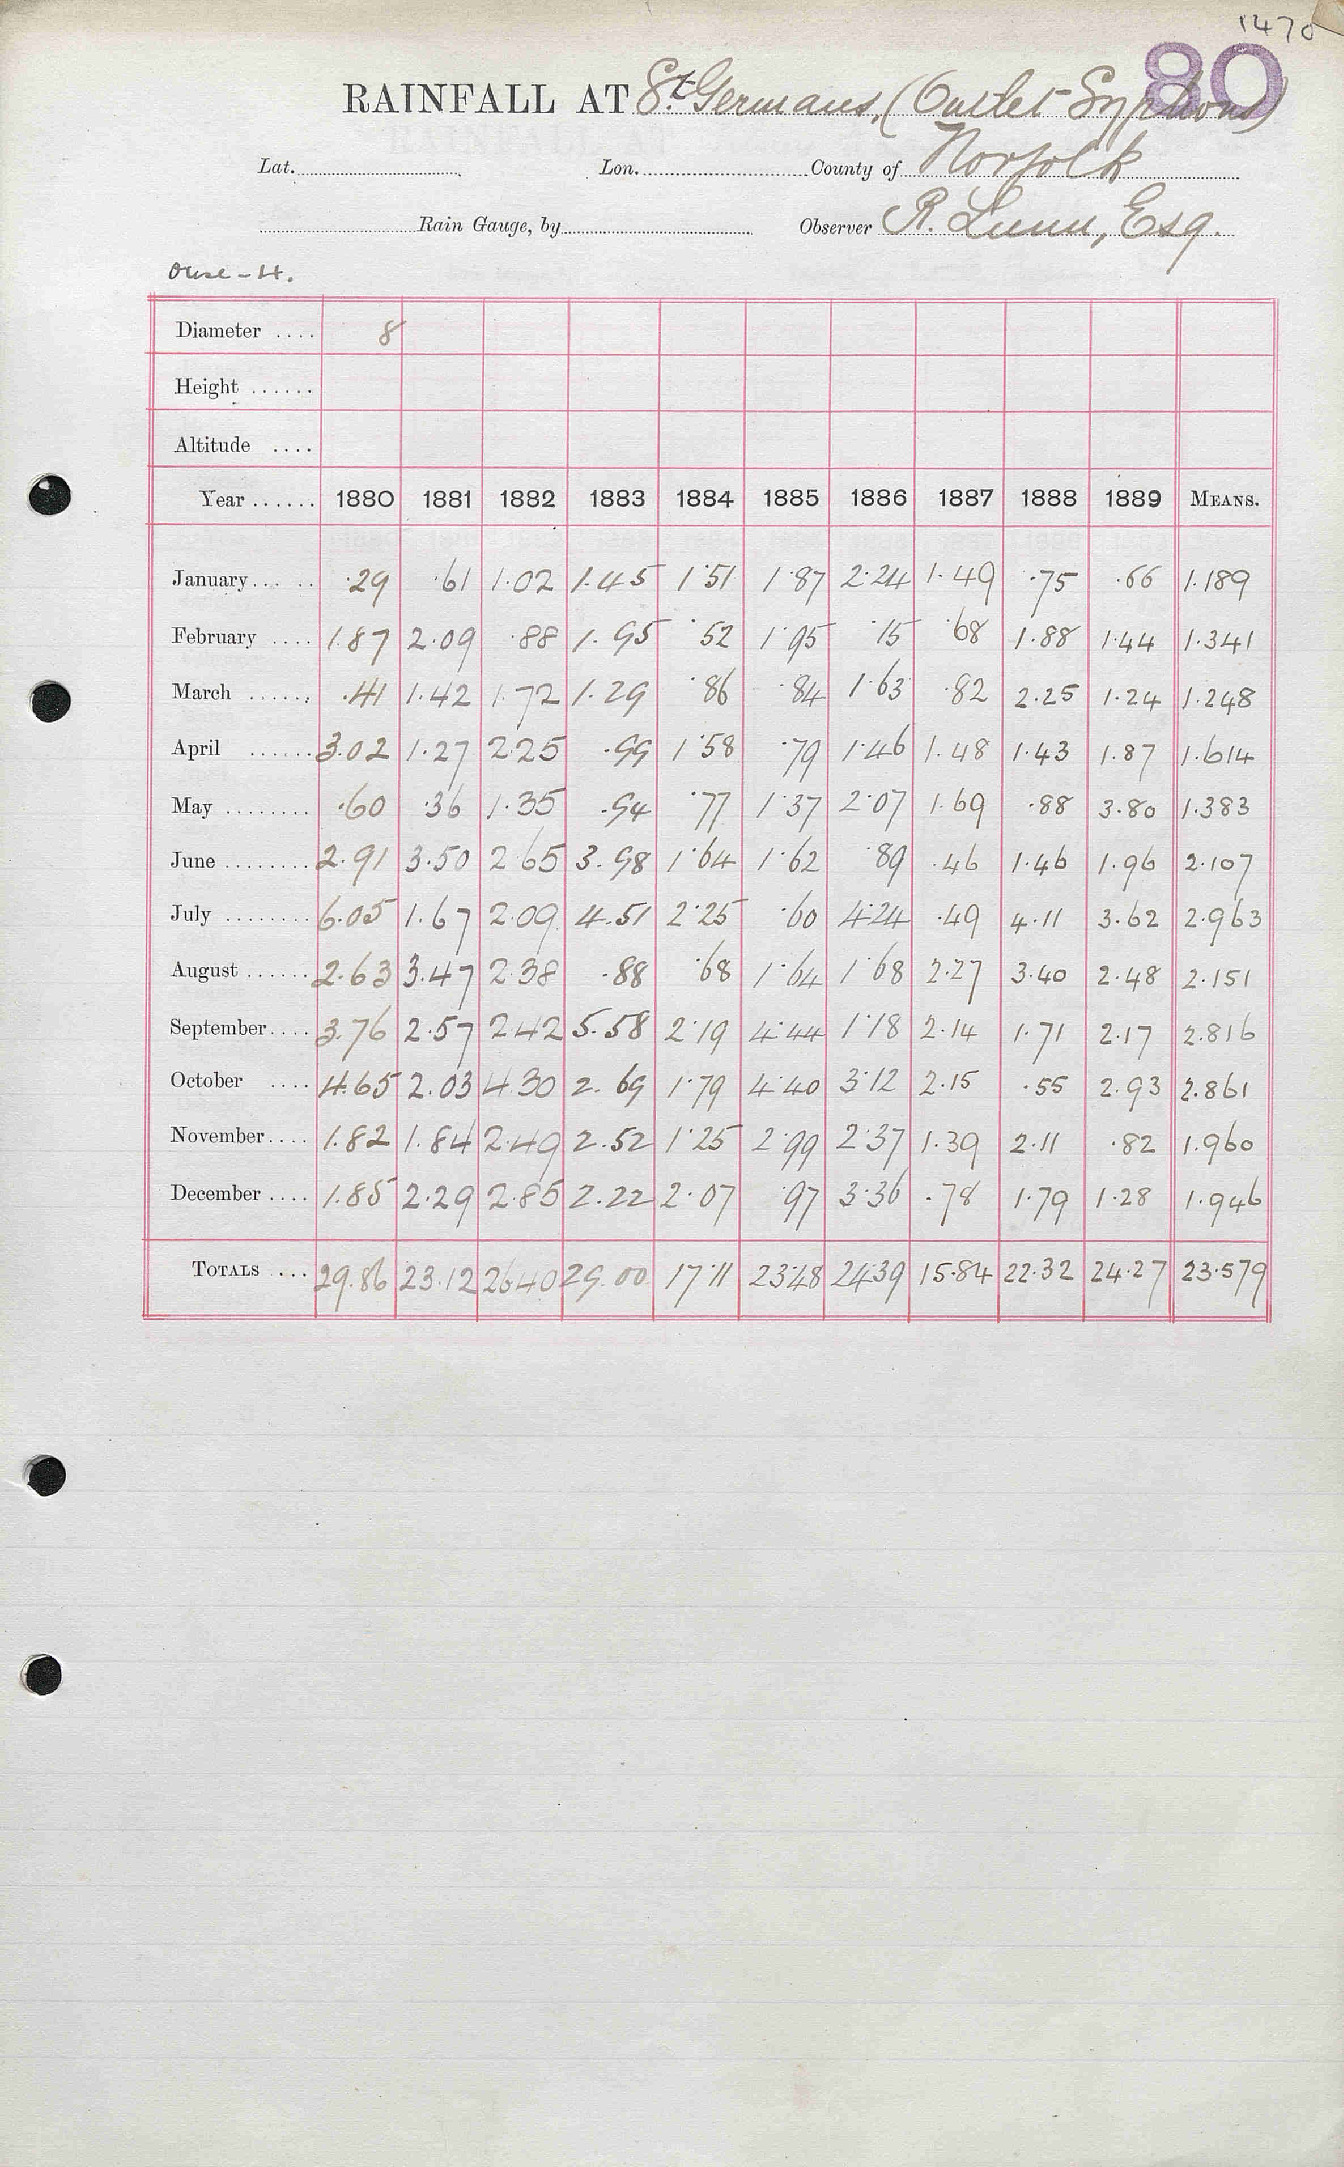 1470
80
RAINFALL AT St. Germans, (Outlet Syphons)
Lat. Lon. County of Norfolk
Rain Gauge, by Observer R. Lunn, Esq.
Ouse - H.
Diameter .... 8
Height ......
Altitude ....
Year ...... 1880 1881 1882 1883 1884 1885 1886 1887 1888 1889 MEANS.
January ... .. .29 .61 1.02 1.45 1.51 1.87 2.24 1.49 .75 .66 1.189
February .... 1.87 2.09 .88 1.95 .52 1.95 .15 .68 1.88 1.44 1.341
March ...... .41 1.42 1.72 1.29 .86 .84 1.63 .82 2.25 1.24 1.248
April ...... 3.02 1.27 2.25 .99 1.58 .79 1.46 1.48 1.43 1.87 1.614
May ........ .60 .36 1.35 .94 .77 1.37 2.07 1.69 .88 3.80 1.383
June ........ 2.91 3.50 2.65 3.98 1.64 1.62 .89 .46 1.46 1.96 2.107
July ........ 6.05 1.67 2.09 4.51 2.25 .60 4.24 .49 4.11 3.62 2.963
August ...... 2.63 3.47 2.38 .88 .68 1.64 1.68 2.27 3.40 2.48 2.151
September .... 3.76 2.57 2.42 5.58 2.19 4.44 1.18 2.14 1.71 2.17 2.816
October .... 4.65 2.03 4.30 2.69 1.79 4.40 3.12 2.15 .55 2.93 2.861
November .... 1.82 1.84 2.49 2.52 1.25 2.99 2.37 1.39 2.11 .82 1.960
December .... 1.85 2.29 2.85 2.22 2.07 .97 3.36 .78 1.79 1.28 1.946
TOTALS ... 29.86 23.12 26.40 29.00 17.11 23.48 24.39 15.84 22.32 24.27 23.579